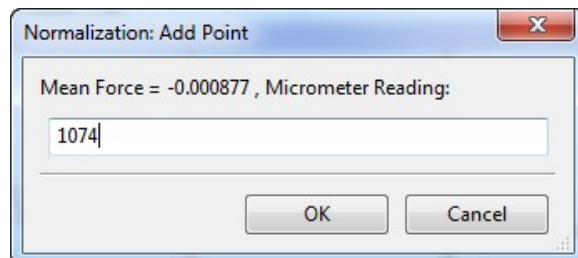 Normalization: Add Point
Mean Force = -0.000877 , Micrometer Reading:
1074
OK Cancel